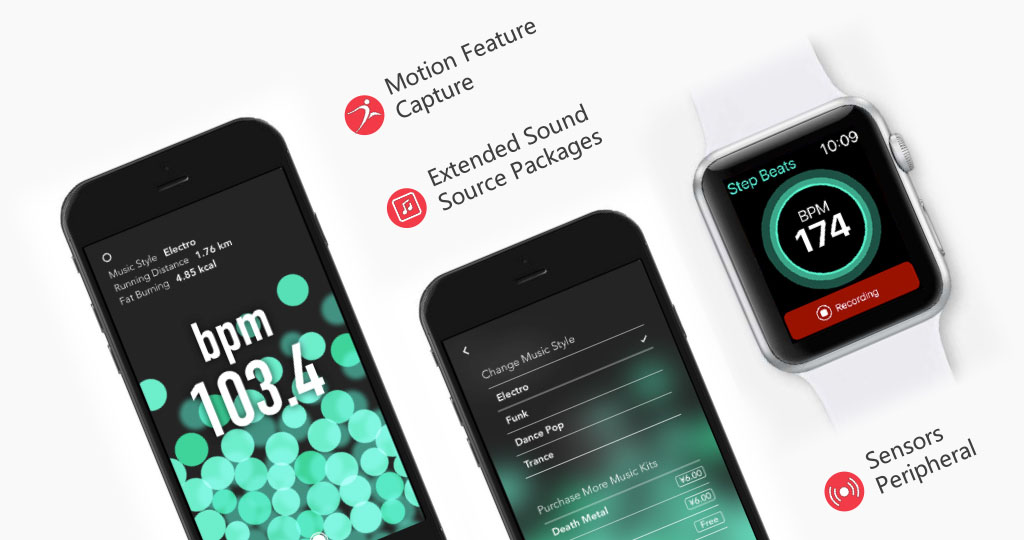 Motion Feature
Capture
Extended Sound
Source Packages
Music Style Electro
Running Distance 1.76 km
Fat Burning 4.85 kcal
bpm
103.4
Change Music Style
Electro
Funk
Dance Pop
Trance
Purchase More Music Kits
Death Metal ¥6.00
¥6.00
Free
10:09
Step Beats
BPM
174
Recording
Sensors
Peripheral